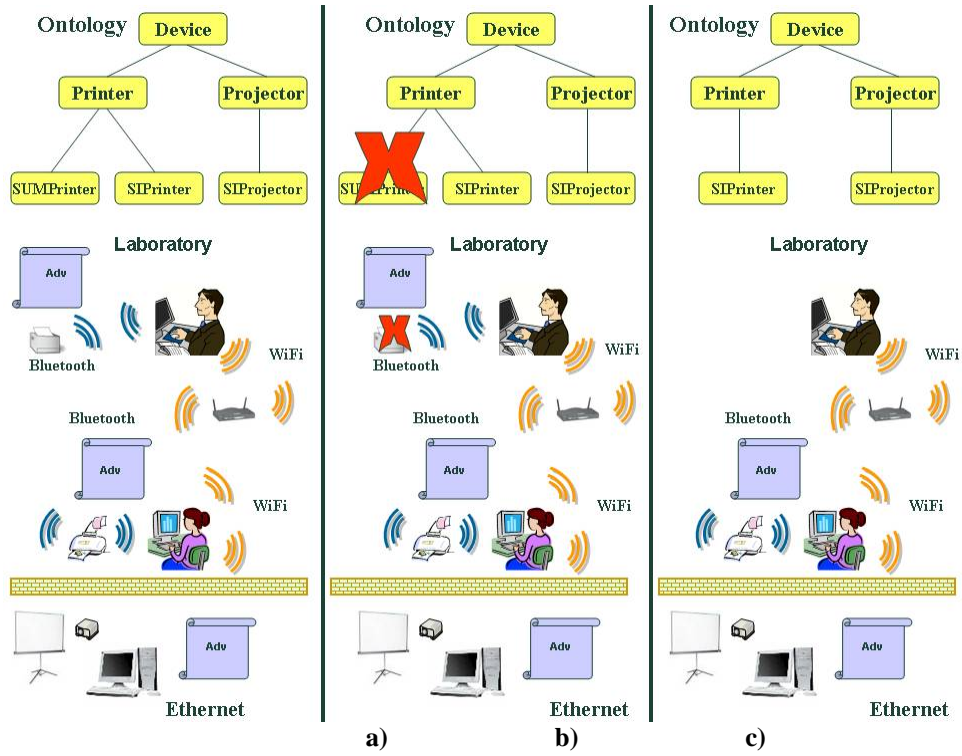 Ontology
Device
Printer
Projector
SUMPrinter
SIPrinter
SIProjector
Laboratory
Adv
Bluetooth
WiFi
Bluetooth
Adv
WiFi
Adv
Ethernet
Ontology
Device
Printer
Projector
SUMPrinter
SIPrinter
SIProjector
Laboratory
Adv
Bluetooth
WiFi
Bluetooth
Adv
WiFi
Adv
Ethernet
Ontology
Device
Printer
Projector
SIPrinter
SIProjector
Laboratory
WiFi
Bluetooth
Adv
WiFi
Adv
Ethernet
a) b) c)